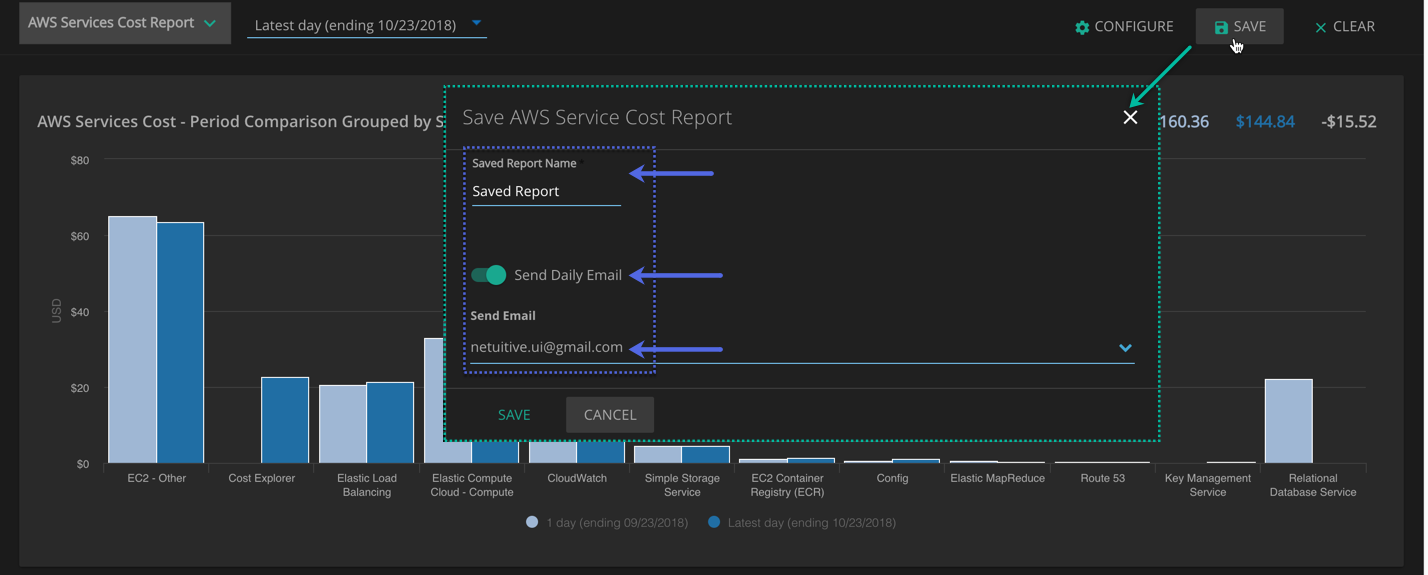 AWS Services Cost Report
Latest day (ending 10/23/2018)
CONFIGURE
SAVE
CLEAR
AWS Services Cost - Period Comparison Grouped by S
160.36
$144.84
-$15.52
Save AWS Service Cost Report
Saved Report Name
Saved Report
Send Daily Email
Send Email
netuitive.ui@gmail.com
SAVE
CANCEL
$80
$60
$40
$20
$0
USD
EC2 - Other
Cost Explorer
Elastic Load
Balancing
Elastic Compute
Cloud - Compute
CloudWatch
Simple Storage
Service
EC2 Container
Registry (ECR)
Config
Elastic MapReduce
Route 53
Key Management
Service
Relational
Database Service
1 day (ending 09/23/2018)
Latest day (ending 10/23/2018)